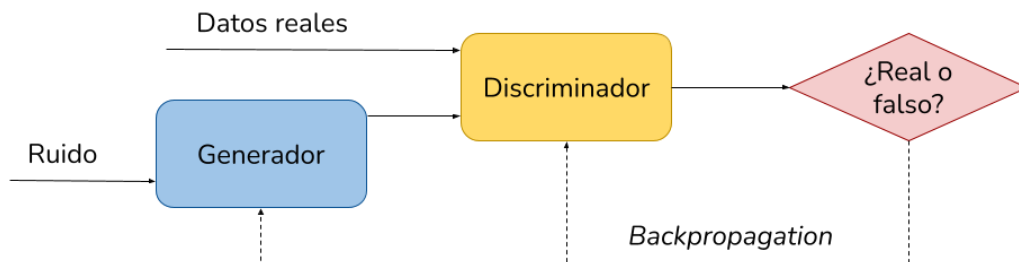 Datos reales
Discriminador
¿Real o
falso?
Ruido
Generador
Backpropagation